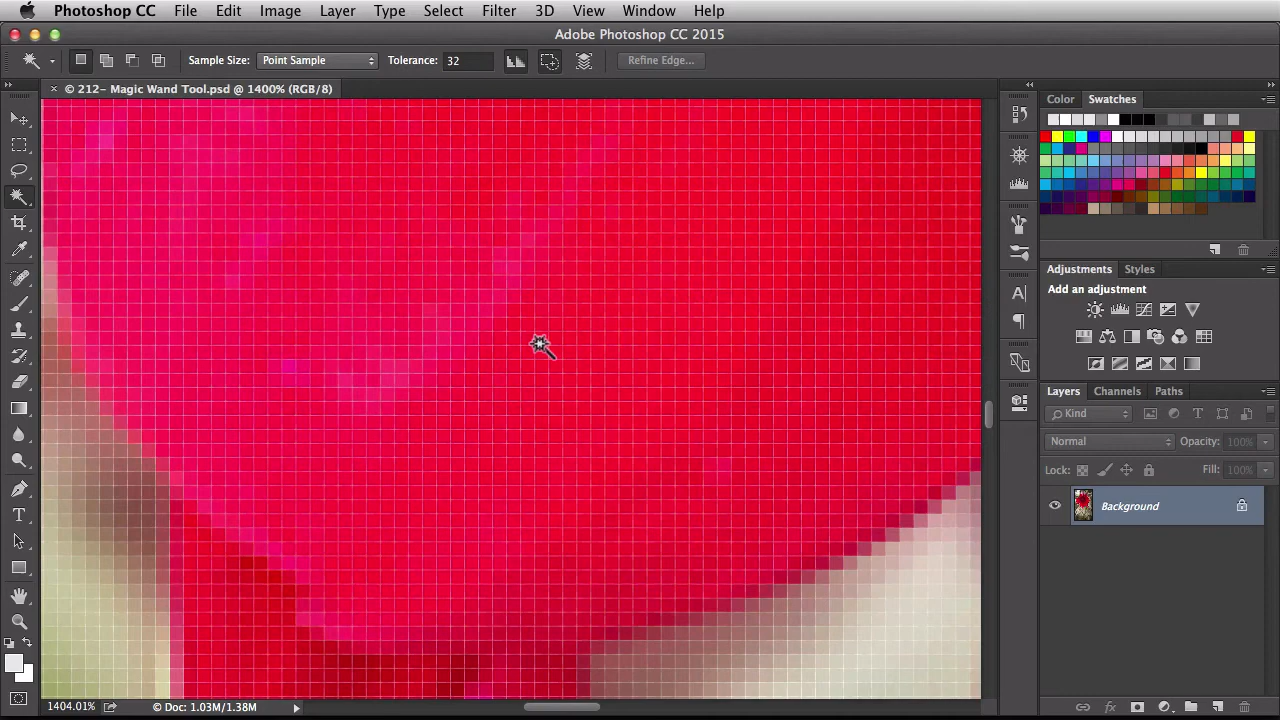 Photoshop CC File Edit Image Layer Type Select Filter 3D View Window Help
Adobe Photoshop CC 2015
Sample Size: Point Sample Tolerance: 32 Refine Edge...
× © 212- Magic Wand Tool.psd @ 1400% (RGB/8)
Color Swatches
Adjustments Styles
Add an adjustment
Layers Channels Paths
Kind
Normal Opacity: 100%
Lock: Fill: 100%
Background
1404.01% © Doc: 1.03M/1.38M